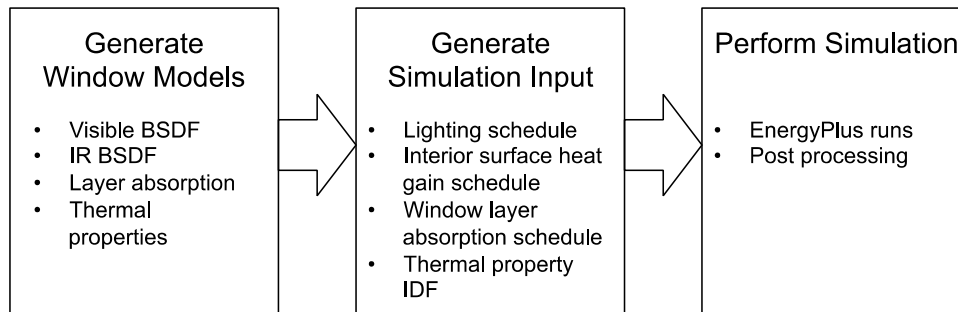 Generate
Window Models
• Visible BSDF
• IR BSDF
• Layer absorption
• Thermal
properties
Generate
Simulation Input
• Lighting schedule
• Interior surface heat
gain schedule
• Window layer
absorption schedule
• Thermal property
IDF
Perform Simulation
• EnergyPlus runs
• Post processing